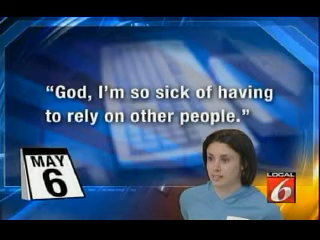 “God, I’m so sick of having
to rely on other people.”
MAY
6
LOCAL
6